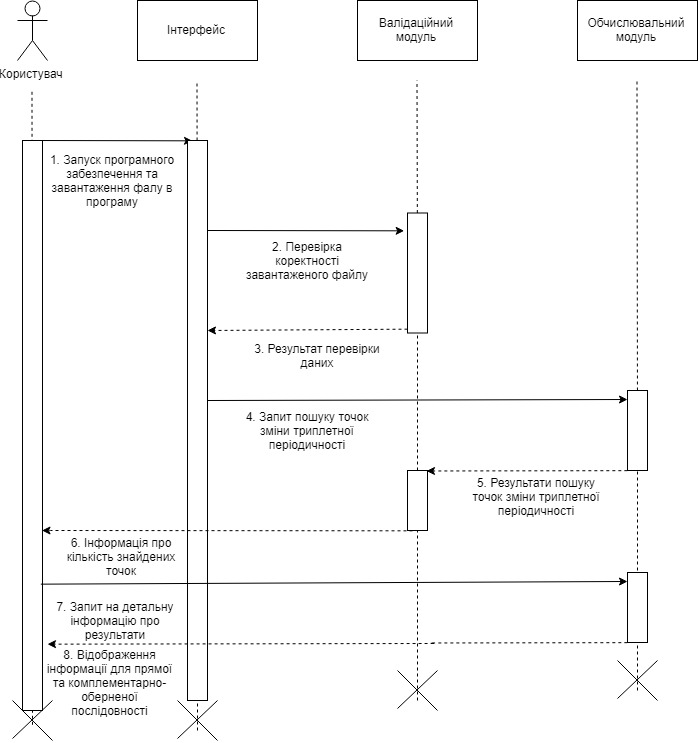 Користувач
Інтерфейс
Валідаційний
модуль
Обчислювальний
модуль
1. Запуск програмного
забезпечення та
завантаження фалу в
програму
2. Перевірка
коректності
завантаженого файлу
3. Результат перевірки
даних
4. Запит пошуку точок
зміни триплетної
періодичності
5. Результати пошуку
точок зміни триплетної
періодичності
6. Інформація про
кількість знайдених
точок
7. Запит на детальну
інформацію про
результати
8. Відображення
інформації для прямої
та комплементарно-
оберненої
послідовності